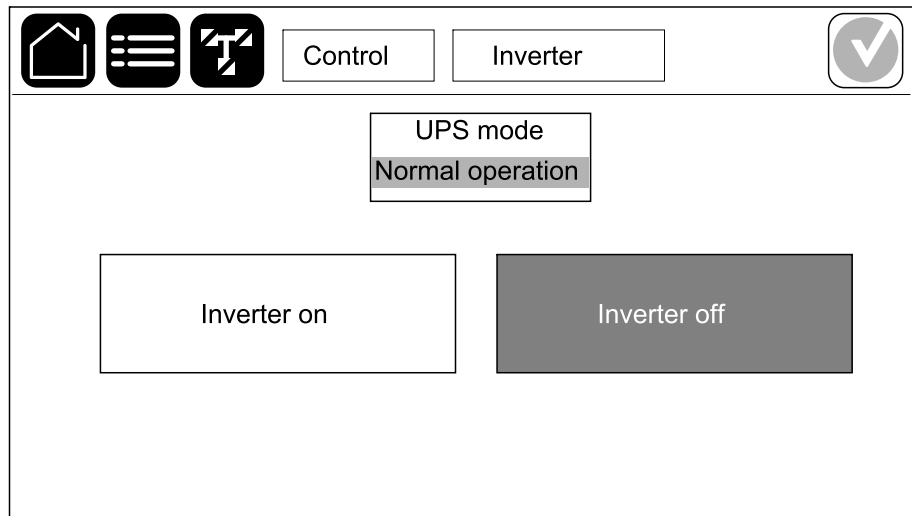 Control
Inverter
UPS mode
Normal operation
Inverter on
Inverter off